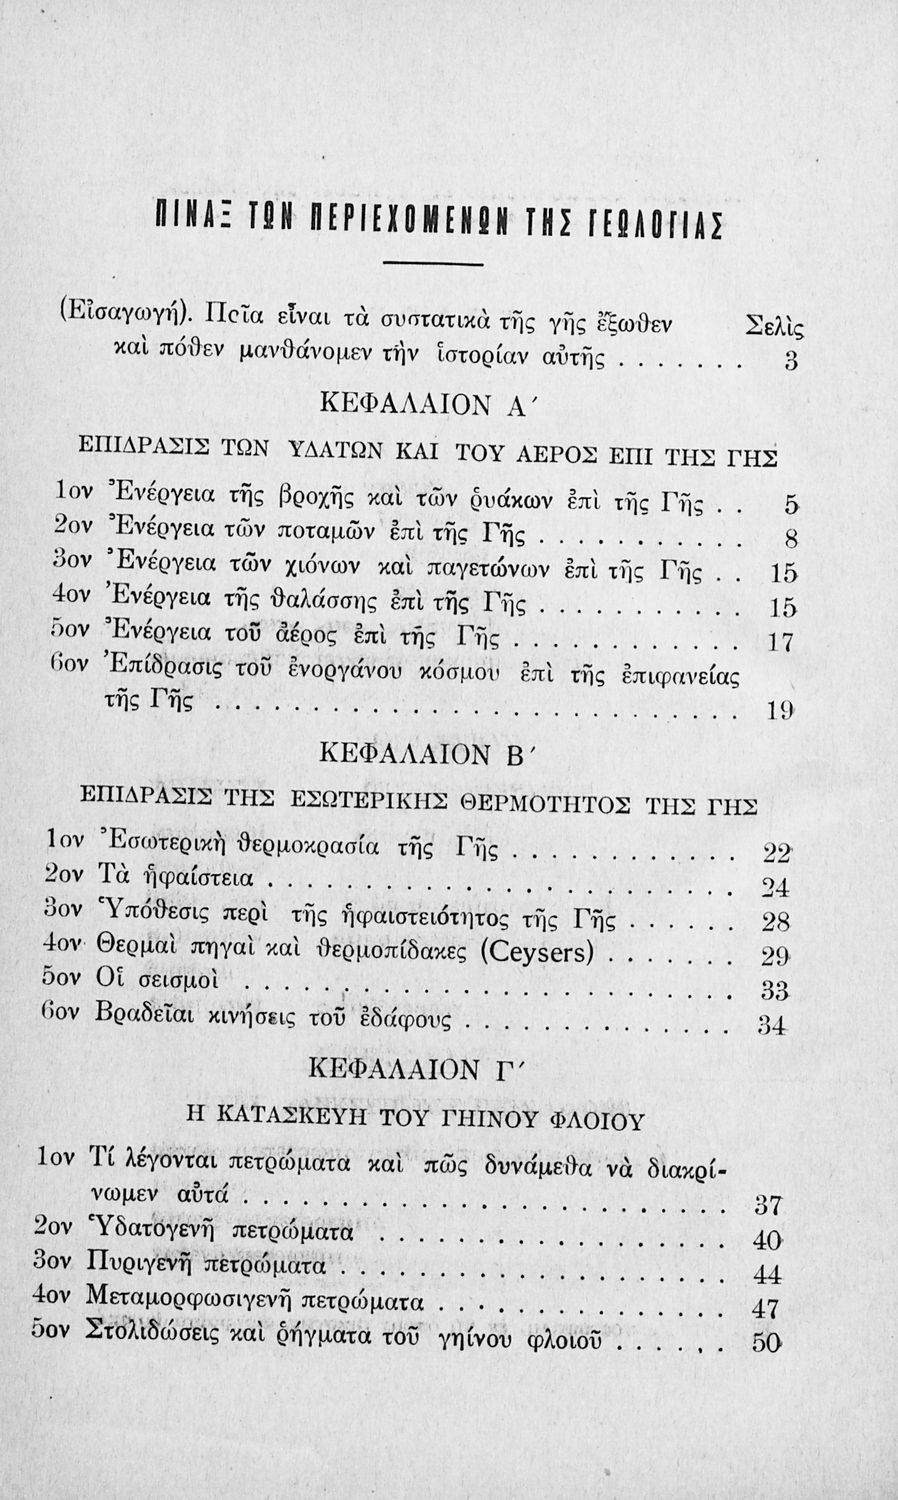 ΠΙΝΑΞ ΤΩΝ ΠΕΡΙΕΧΟΜΕΝΩΝ ΤΗΣ ΓΕΩΛΟΓΙΑΣ
(Εἰσαγωγή). Ποῖα εἶναι τὰ συστατικὰ τῆς γῆς ἔξωθεν Σελὶς
καὶ πόθεν μανθάνομεν τὴν ἱστορίαν αὐτῆς . . . . . . . 3
ΚΕΦΑΛΑΙΟΝ Α΄
ΕΠΙΔΡΑΣΙΣ ΤΩΝ ΥΔΑΤΩΝ ΚΑΙ ΤΟΥ ΑΕΡΟΣ ΕΠΙ ΤΗΣ ΓΗΣ
1ον Ἐνέργεια τῆς βροχῆς καὶ τῶν ῥυάκων ἐπὶ τῆς Γῆς . . 5
2ον Ἐνέργεια τῶν ποταμῶν ἐπὶ τῆς Γῆς . . . . . . . . . . . 8
3ον Ἐνέργεια τῶν χιόνων καὶ παγετώνων ἐπὶ τῆς Γῆς . . 15
4ον Ἐνέργεια τῆς θαλάσσης ἐπὶ τῆς Γῆς . . . . . . . . . . . 15
5ον Ἐνέργεια τοῦ ἀέρος ἐπὶ τῆς Γῆς . . . . . . . . . . . . 17
6ον Ἐπίδρασις τοῦ ἐνοργάνου κόσμου ἐπὶ τῆς ἐπιφανείας
τῆς Γῆς . . . . . . . . . . . . . . . . . . . . . . . . . . . 19
ΚΕΦΑΛΑΙΟΝ Β΄
ΕΠΙΔΡΑΣΙΣ ΤΗΣ ΕΣΩΤΕΡΙΚΗΣ ΘΕΡΜΟΤΗΤΟΣ ΤΗΣ ΓΗΣ
1ον Ἐσωτερικὴ θερμοκρασία τῆς Γῆς . . . . . . . . . . . . 22
2ον Τὰ ἡφαίστεια . . . . . . . . . . . . . . . . . . . . . . . . 24
3ον Ὑπόθεσις περὶ τῆς ἡφαιστειότητος τῆς Γῆς . . . . . . 28
4ον Θερμαὶ πηγαὶ καὶ θερμοπίδακες (Ceysers) . . . . . . . 29
5ον Οἱ σεισμοὶ . . . . . . . . . . . . . . . . . . . . . . . . . 33
6ον Βραδεῖαι κινήσεις τοῦ ἐδάφους . . . . . . . . . . . . . . 34
ΚΕΦΑΛΑΙΟΝ Γ΄
Η ΚΑΤΑΣΚΕΥΗ ΤΟΥ ΓΗΙΝΟΥ ΦΛΟΙΟΥ
1ον Τί λέγονται πετρώματα καὶ πῶς δυνάμεθα νὰ διακρί-
νωμεν αὐτά . . . . . . . . . . . . . . . . . . . . . . . . . 37
2ον Ὑδατογενῆ πετρώματα . . . . . . . . . . . . . . . . . . 40
3ον Πυριγενῆ πετρώματα . . . . . . . . . . . . . . . . . . . . 44
4ον Μεταμορφωσιγενῆ πετρώματα . . . . . . . . . . . . . . . 47
5ον Στολιδώσεις καὶ ῥήγματα τοῦ γηίνου φλοιοῦ . . . . . . 50